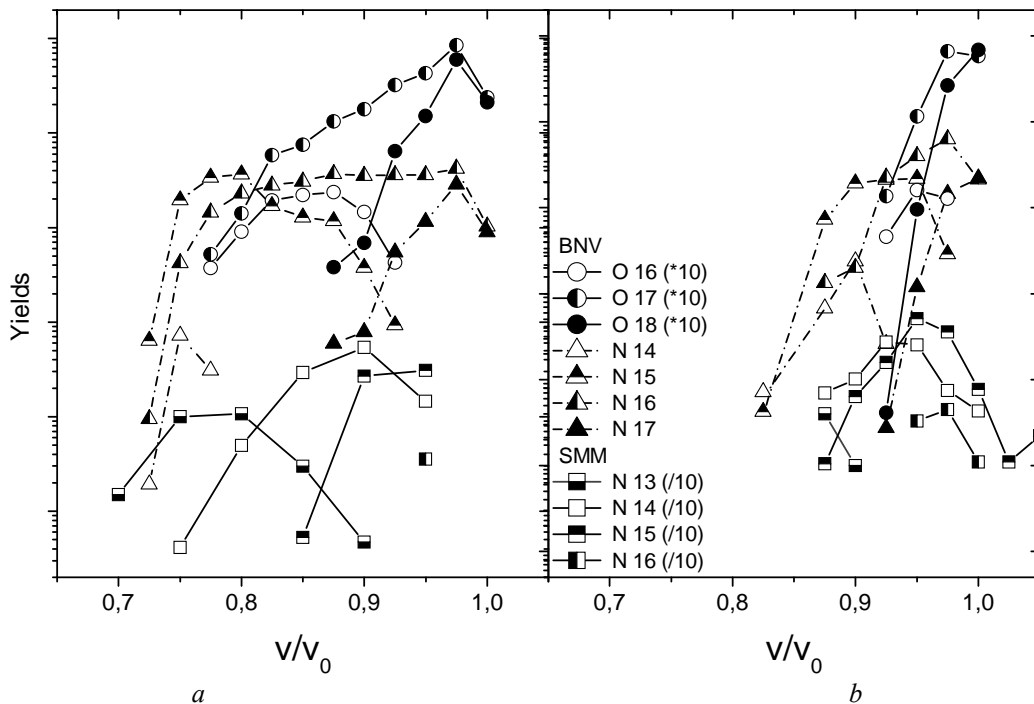 Yields
BNV
O 16 (*10)
O 17 (*10)
O 18 (*10)
N 14
N 15
N 16
N 17
SMM
N 13 (/10)
N 14 (/10)
N 15 (/10)
N 16 (/10)
0,7 0,8 0,9 1,0
0,7 0,8 0,9 1,0
v/v₀
v/v₀
a
b